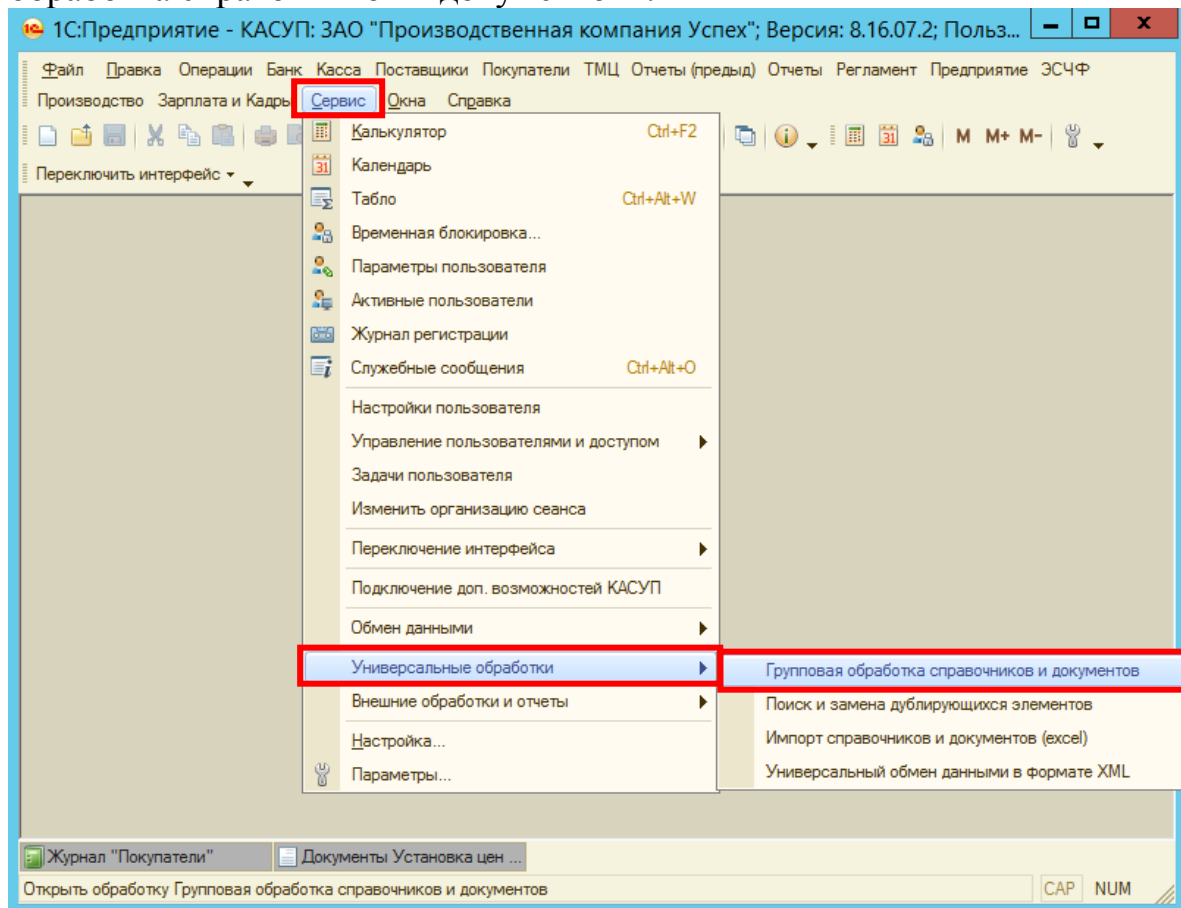 1С:Предприятие - КАСУП: ЗАО "Производственная компания Успех"; Версия: 8.16.07.2; Польз...
Файл Правка Операции Банк Касса Поставщики Покупатели ТМЦ Отчеты (предыд) Отчеты Регламент Предприятие ЭСЧФ
Производство Зарплата и Кадры Сервис Окна Справка
M M+ M-
Переключить интерфейс
Калькулятор Ctrl+F2
Календарь
Табло Ctrl+Alt+W
Временная блокировка...
Параметры пользователя
Активные пользователи
Журнал регистрации
Служебные сообщения Ctrl+Alt+O
Настройки пользователя
Управление пользователями и доступом
Задачи пользователя
Изменить организацию сеанса
Переключение интерфейса
Подключение доп. возможностей КАСУП
Обмен данными
Универсальные обработки
Групповая обработка справочников и документов
Внешние обработки и отчеты
Поиск и замена дублирующихся элементов
Настройка...
Импорт справочников и документов (excel)
Параметры...
Универсальный обмен данными в формате XML
Журнал "Покупатели" Документы Установка цен ...
Открыть обработку Групповая обработка справочников и документов CAP NUM